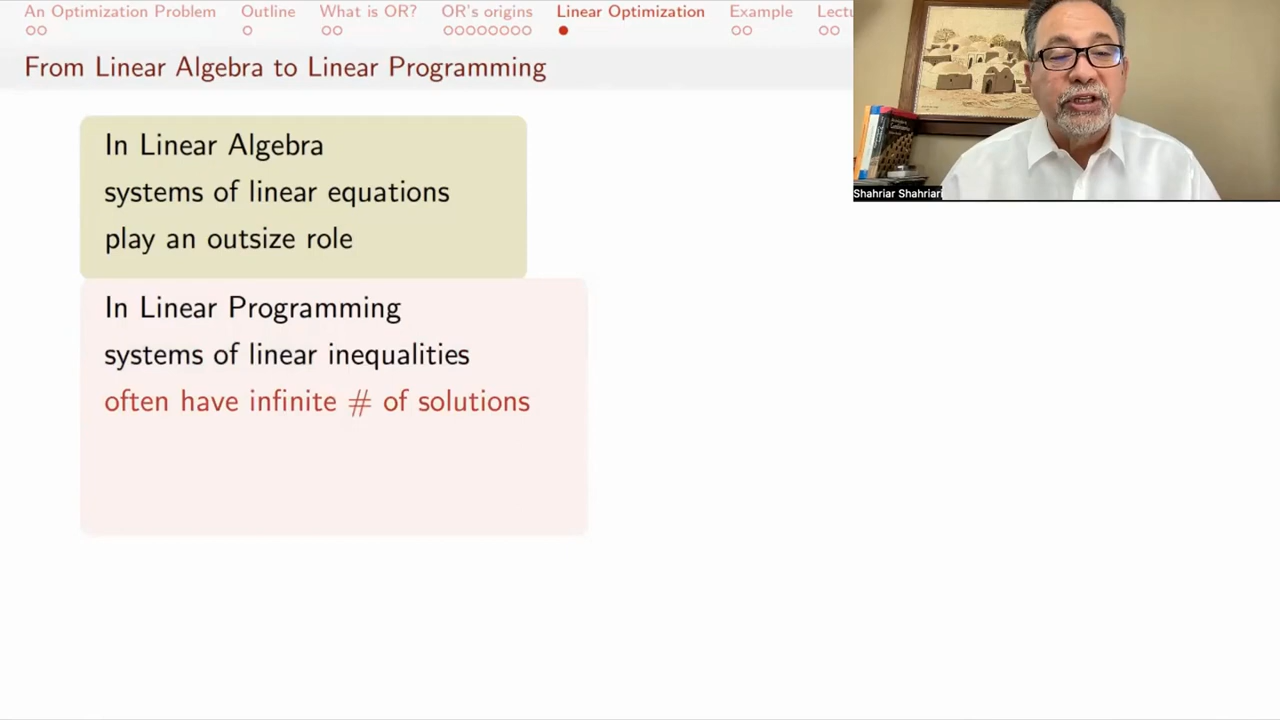 An Optimization Problem Outline What is OR? OR's origins Linear Optimization Example
From Linear Algebra to Linear Programming
In Linear Algebra
systems of linear equations
play an outsize role
In Linear Programming
systems of linear inequalities
often have infinite # of solutions
Shahriar Shahriari